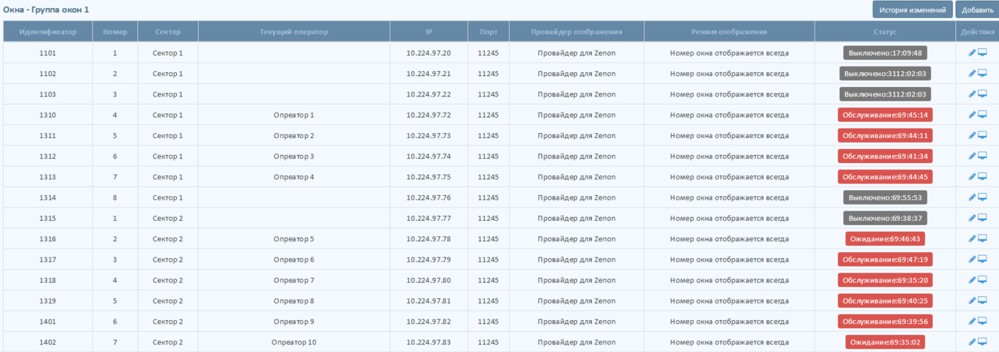 Окна - Группа окон 1 История изменений Добавить
Идентификатор Номер Сектор Текущий оператор IP Порт Провайдер отображения Режим отображения Статус Действия
1101 1 Сектор 1 10.224.97.20 11245 Провайдер для Zenon Номер окна отображается всегда Выключено:17:09:48
1102 2 Сектор 1 10.224.97.21 11245 Провайдер для Zenon Номер окна отображается всегда Выключено:3112:02:03
1103 3 Сектор 1 10.224.97.22 11245 Провайдер для Zenon Номер окна отображается всегда Выключено:3112:02:03
1310 4 Сектор 1 Опреатор 1 10.224.97.72 11245 Провайдер для Zenon Номер окна отображается всегда Обслуживание:69:45:14
1311 5 Сектор 1 Опреатор 2 10.224.97.73 11245 Провайдер для Zenon Номер окна отображается всегда Обслуживание:69:44:11
1312 6 Сектор 1 Опреатор 3 10.224.97.74 11245 Провайдер для Zenon Номер окна отображается всегда Обслуживание:69:41:34
1313 7 Сектор 1 Опреатор 4 10.224.97.75 11245 Провайдер для Zenon Номер окна отображается всегда Обслуживание:69:44:45
1314 8 Сектор 1 10.224.97.76 11245 Провайдер для Zenon Номер окна отображается всегда Выключено:69:55:53
1315 1 Сектор 2 10.224.97.77 11245 Провайдер для Zenon Номер окна отображается всегда Выключено:69:38:37
1316 2 Сектор 2 Опреатор 5 10.224.97.78 11245 Провайдер для Zenon Номер окна отображается всегда Ожидание:69:46:43
1317 3 Сектор 2 Опреатор 6 10.224.97.79 11245 Провайдер для Zenon Номер окна отображается всегда Обслуживание:69:47:19
1318 4 Сектор 2 Опреатор 7 10.224.97.80 11245 Провайдер для Zenon Номер окна отображается всегда Обслуживание:69:35:20
1319 5 Сектор 2 Опреатор 8 10.224.97.81 11245 Провайдер для Zenon Номер окна отображается всегда Обслуживание:69:40:25
1401 6 Сектор 2 Опреатор 9 10.224.97.82 11245 Провайдер для Zenon Номер окна отображается всегда Обслуживание:69:39:56
1402 7 Сектор 2 Опреатор 10 10.224.97.83 11245 Провайдер для Zenon Номер окна отображается всегда Ожидание:69:35:02